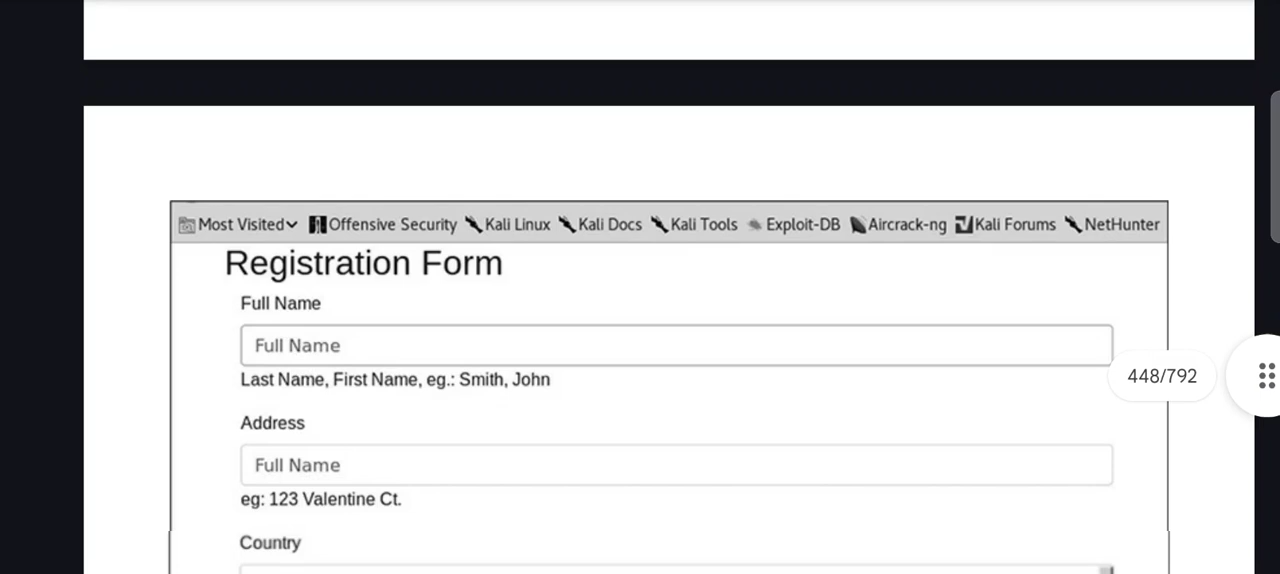 Most Visited Offensive Security Kali Linux Kali Docs Kali Tools Exploit-DB Aircrack-ng Kali Forums NetHunter
Registration Form
Full Name
Full Name
Last Name, First Name, eg.: Smith, John
448/792
Address
Full Name
eg: 123 Valentine Ct.
Country